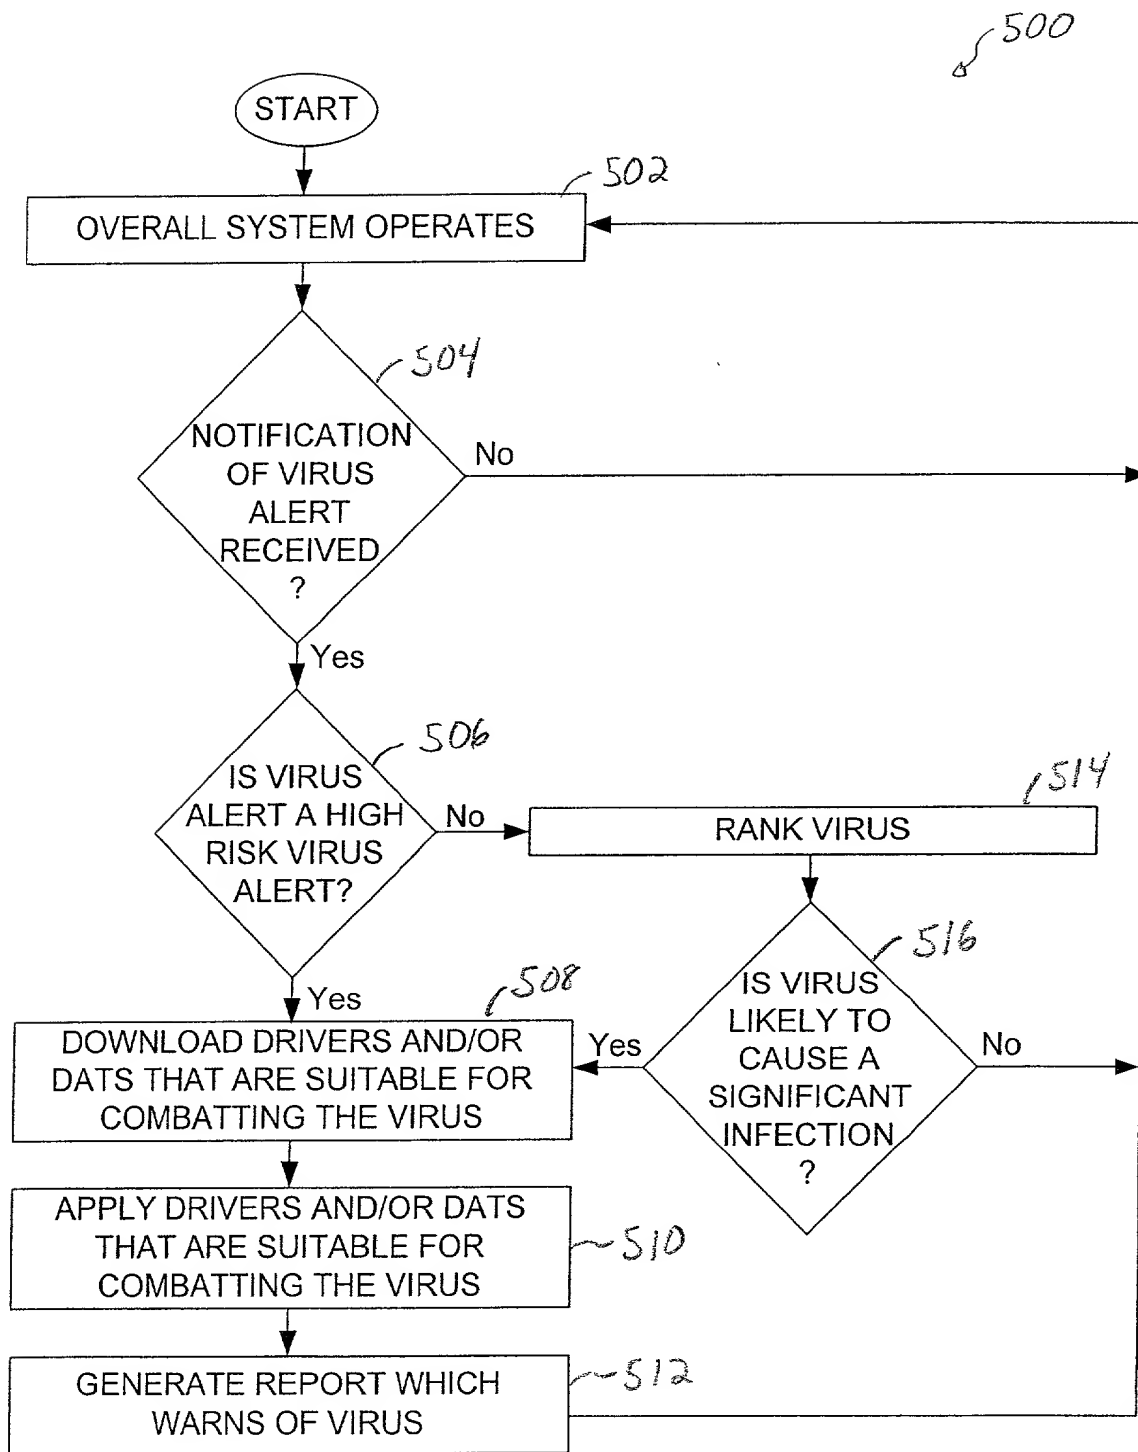 500
START
502
OVERALL SYSTEM OPERATES
504
NOTIFICATION
OF VIRUS
ALERT
RECEIVED
?
No
Yes
506
IS VIRUS
ALERT A HIGH
RISK VIRUS
ALERT?
No
514
RANK VIRUS
516
IS VIRUS
LIKELY TO
CAUSE A
SIGNIFICANT
INFECTION
?
Yes
No
Yes
508
DOWNLOAD DRIVERS AND/OR
DATS THAT ARE SUITABLE FOR
COMBATTING THE VIRUS
APPLY DRIVERS AND/OR DATS
THAT ARE SUITABLE FOR
COMBATTING THE VIRUS
510
GENERATE REPORT WHICH
WARNS OF VIRUS
512